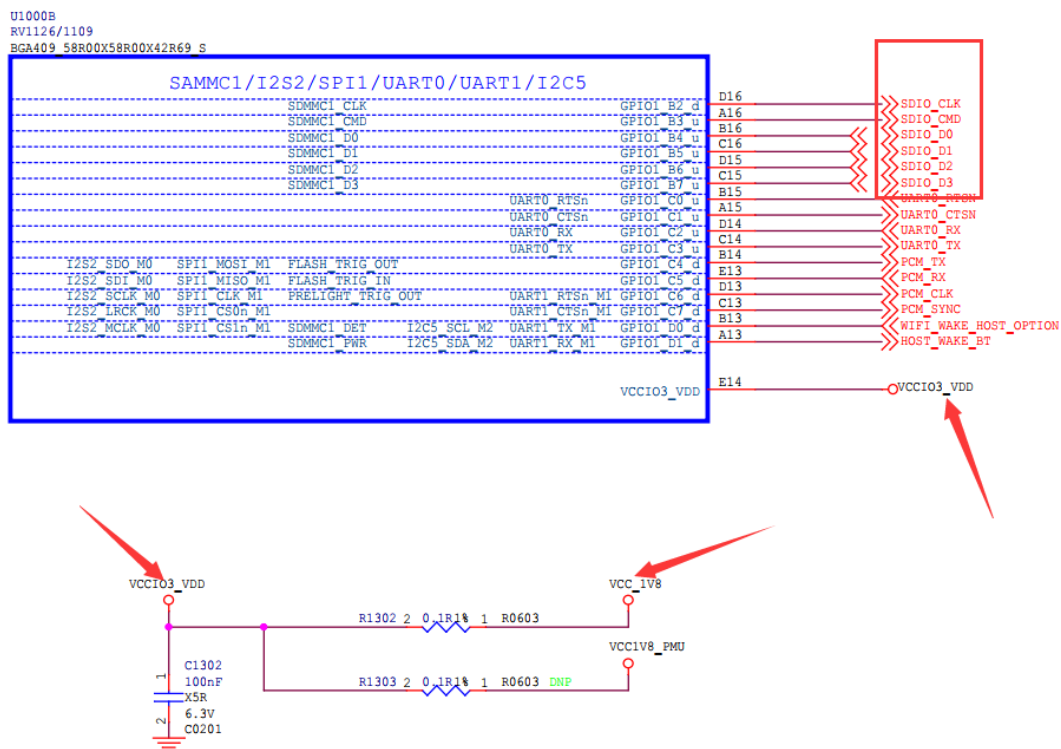 U1000B
RV1126/1109
BGA409_58R00X58R00X42R69_S
SAMMC1/I2S2/SPI1/UART0/UART1/I2C5
SDMMC1_CLK GPIO1_B2_d D16 SDIO_CLK
SDMMC1_CMD GPIO1_B3_u A16 SDIO_CMD
SDMMC1_D0 GPIO1_B4_u B16 SDIO_D0
SDMMC1_D1 GPIO1_B5_u C16 SDIO_D1
SDMMC1_D2 GPIO1_B6_u D15 SDIO_D2
SDMMC1_D3 GPIO1_B7_u C15 SDIO_D3
UART0_RTSn GPIO1_C0_u B15 UART0_RTSN
UART0_CTSn GPIO1_C1_u A15 UART0_CTSN
UART0_RX GPIO1_C2_u D14 UART0_RX
UART0_TX GPIO1_C3_u C14 UART0_TX
I2S2_SDO_M0 SPI1_MOSI_M1 FLASH_TRIG_OUT GPIO1_C4_d B14 PCM_TX
I2S2_SDI_M0 SPI1_MISO_M1 FLASH_TRIG_IN GPIO1_C5_d E13 PCM_RX
I2S2_SCLK_M0 SPI1_CLK_M1 PRELIGHT_TRIG_OUT UART1_RTSn_M1 GPIO1_C6_d D13 PCM_CLK
I2S2_LRCK_M0 SPI1_CS0n_M1 UART1_CTSn_M1 GPIO1_C7_d C13 PCM_SYNC
I2S2_MCLK_M0 SPI1_CS1n_M1 SDMMC1_DET I2C5_SCL_M2 UART1_TX_M1 GPIO1_D0_d B13 WIFI_WAKE_HOST_OPTION
SDMMC1_PWR I2C5_SDA_M2 UART1_RX_M1 GPIO1_D1_d A13 HOST_WAKE_BT
VCCIO3_VDD E14 VCCIO3_VDD
VCCIO3_VDD VCC_1V8
R1302 2 0.1R1% 1 R0603
VCC1V8_PMU
R1303 2 0.1R1% 1 R0603 DNP
C1302
1 100nF
X5R
2 6.3V
C0201